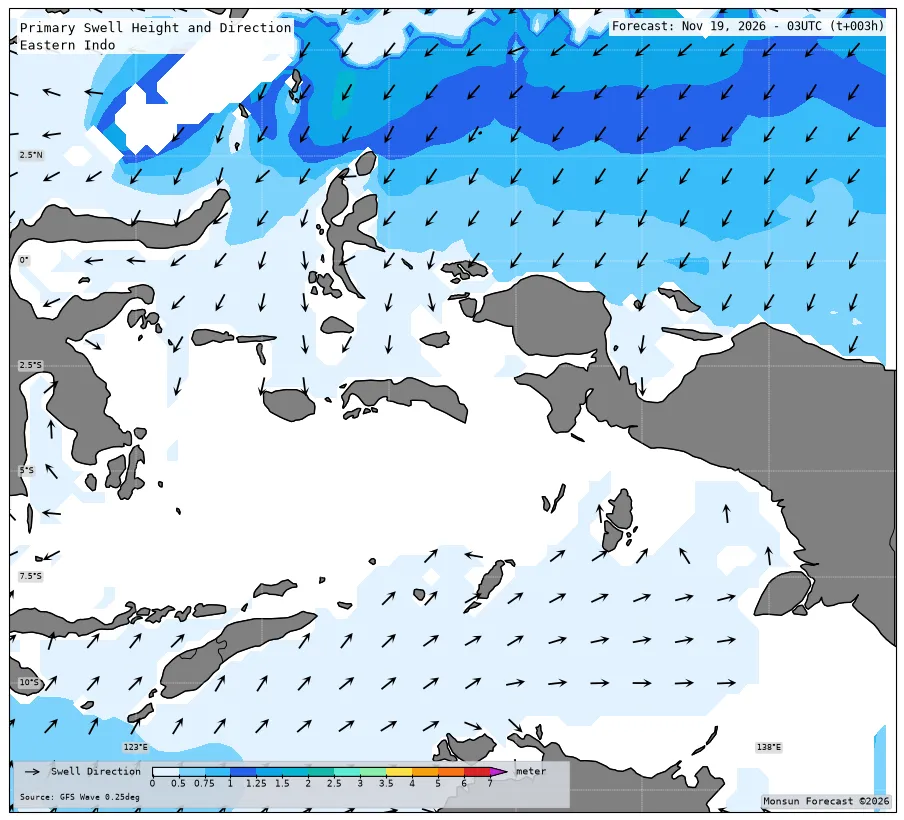 Primary Swell Height and Direction
Eastern Indo
Forecast: Nov 19, 2026 - 03UTC (t+003h)
2.5°N
0°
2.5°S
5°S
7.5°S
10°S
123°E
138°E
Swell Direction
0 0.5 0.75 1 1.25 1.5 2 2.5 3 3.5 4 5 6 7
meter
Source: GFS Wave 0.25deg
Monsun Forecast ©2026